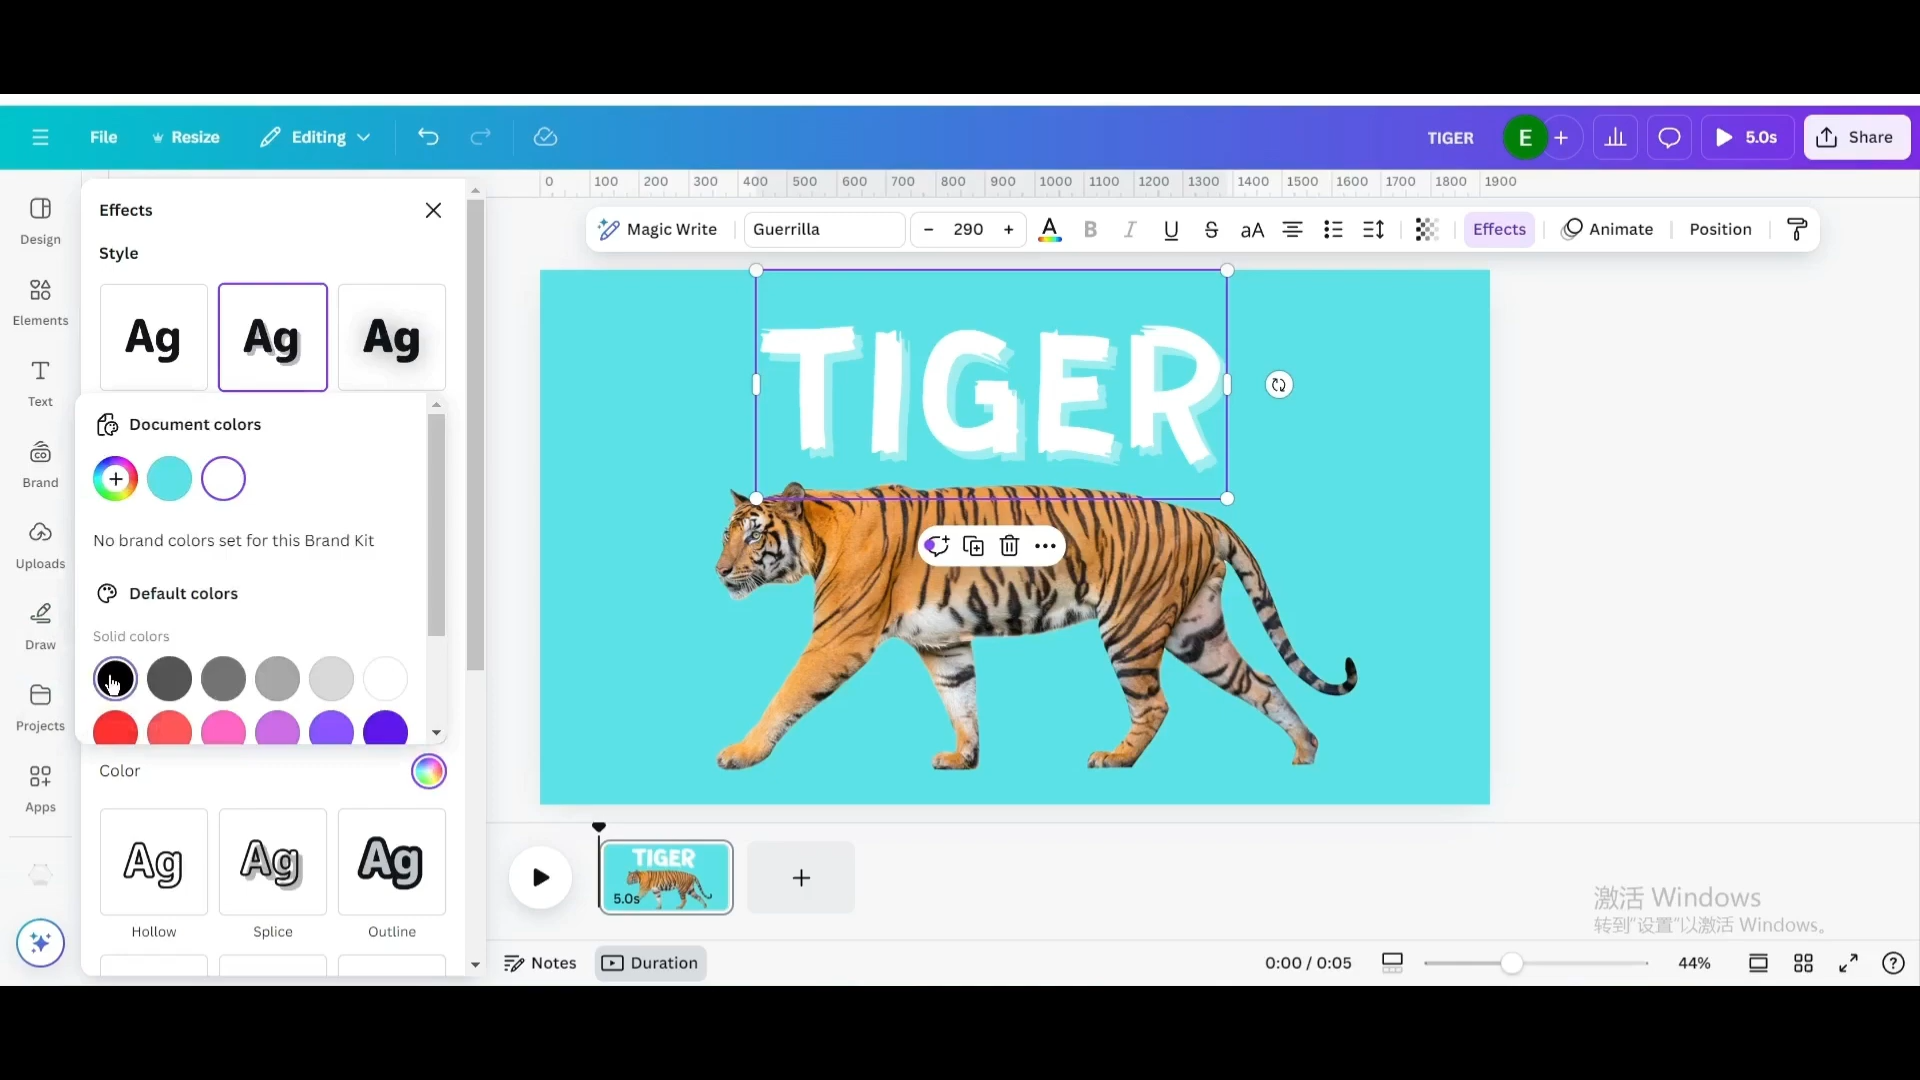 File
Resize
Editing
TIGER
E
5.0s
Share
0 100 200 300 400 500 600 700 800 900 1000 1100 1200 1300 1400 1500 1600 1700 1800 1900
Magic Write
Guerrilla
– 290 +
A
B
I
U
S
aA
Effects
Animate
Position
Design
Elements
Text
Brand
Uploads
Draw
Projects
Apps
Effects
Style
Ag Ag Ag
Document colors
No brand colors set for this Brand Kit
Default colors
Solid colors
Color
Ag Ag Ag
Hollow Splice Outline
TIGER
TIGER
5.0s
激活 Windows
转到"设置"以激活 Windows。
Notes
Duration
0:00 / 0:05
44%